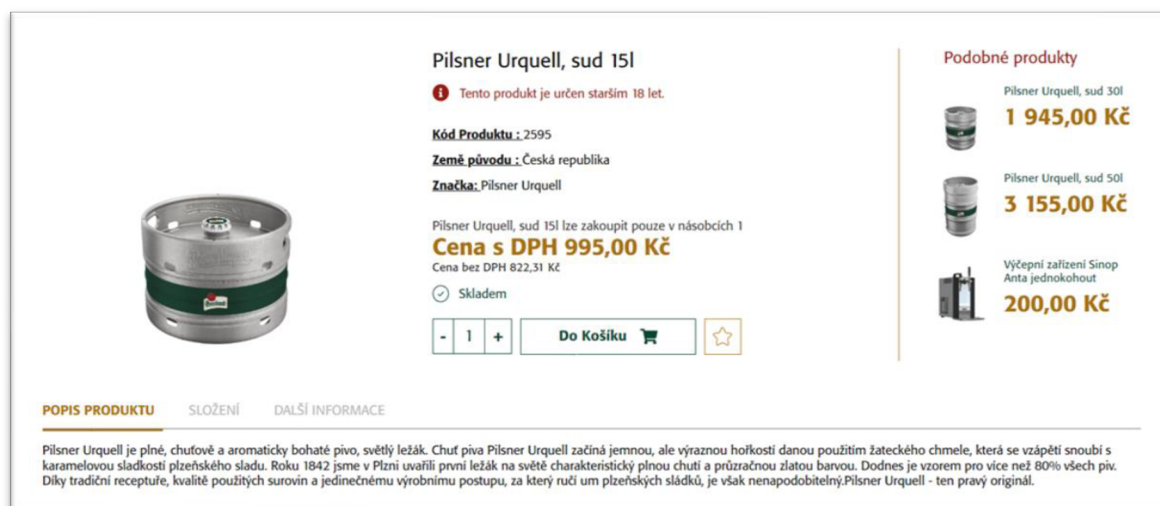 Pilsner Urquell, sud 15l
Tento produkt je určen starším 18 let.
Kód Produktu : 2595
Země původu : Česká republika
Značka: Pilsner Urquell
Pilsner Urquell, sud 15l lze zakoupit pouze v násobcích 1
Cena s DPH 995,00 Kč
Cena bez DPH 822,31 Kč
Skladem
- 1 + Do Košíku
Podobné produkty
Pilsner Urquell, sud 30l
1 945,00 Kč
Pilsner Urquell, sud 50l
3 155,00 Kč
Výčepní zařízení Sinop
Anta jednokohout
200,00 Kč
POPIS PRODUKTU SLOŽENÍ DALŠÍ INFORMACE
Pilsner Urquell je plné, chuťově a aromaticky bohaté pivo, světlý ležák. Chuť piva Pilsner Urquell začíná jemnou, ale výraznou hořkostí danou použitím žateckého chmele, která se vzápětí snoubí s
karamelovou sladkostí plzeňského sladu. Roku 1842 jsme v Plzni uvařili první ležák na světě charakteristický plnou chutí a průzračnou zlatou barvou. Dodnes je vzorem pro více než 80% všech piv.
Díky tradiční receptuře, kvalitě použitých surovin a jedinečnému výrobnímu postupu, za který ručí um plzeňských sládků, je však nenapodobitelný.Pilsner Urquell - ten pravý originál.